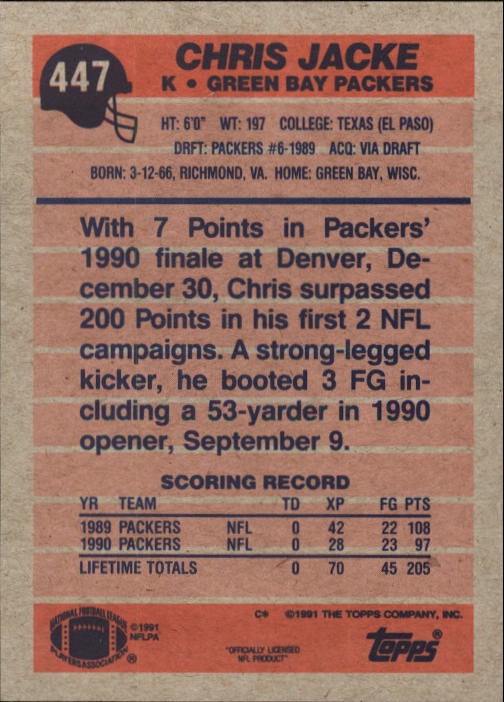 447
CHRIS JACKE
K • GREEN BAY PACKERS
HT: 6'0" WT: 197 COLLEGE: TEXAS (EL PASO)
DRFT: PACKERS #6-1989 ACQ: VIA DRAFT
BORN: 3-12-66, RICHMOND, VA. HOME: GREEN BAY, WISC.
With 7 Points in Packers'
1990 finale at Denver, De-
cember 30, Chris surpassed
200 Points in his first 2 NFL
campaigns. A strong-legged
kicker, he booted 3 FG in-
cluding a 53-yarder in 1990
opener, September 9.
SCORING RECORD
YR TEAM TD XP FG PTS
1989 PACKERS NFL 0 42 22 108
1990 PACKERS NFL 0 28 23 97
LIFETIME TOTALS 0 70 45 205
C* ©1991 THE TOPPS COMPANY, INC.
NATIONAL FOOTBALL LEAGUE
PLAYERS ASSOCIATION ®
©1991
NFLPA
"OFFICIALLY LICENSED
NFL PRODUCT"
topps®